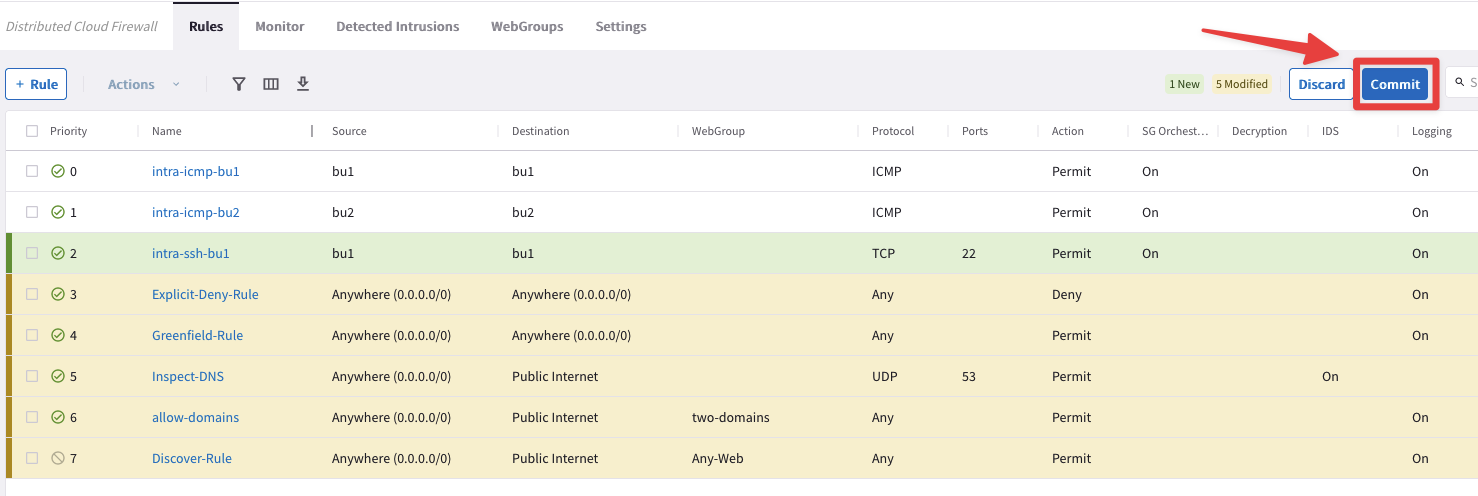 Distributed Cloud Firewall Rules Monitor Detected Intrusions WebGroups Settings
+ Rule Actions 1 New 5 Modified Discard Commit
Priority Name Source Destination WebGroup Protocol Ports Action SG Orchest... Decryption IDS Logging
0 intra-icmp-bu1 bu1 bu1 ICMP Permit On On
1 intra-icmp-bu2 bu2 bu2 ICMP Permit On On
2 intra-ssh-bu1 bu1 bu1 TCP 22 Permit On On
3 Explicit-Deny-Rule Anywhere (0.0.0.0/0) Anywhere (0.0.0.0/0) Any Deny On
4 Greenfield-Rule Anywhere (0.0.0.0/0) Anywhere (0.0.0.0/0) Any Permit On
5 Inspect-DNS Anywhere (0.0.0.0/0) Public Internet UDP 53 Permit On
6 allow-domains Anywhere (0.0.0.0/0) Public Internet two-domains Any Permit On
7 Discover-Rule Anywhere (0.0.0.0/0) Public Internet Any-Web Any Permit On